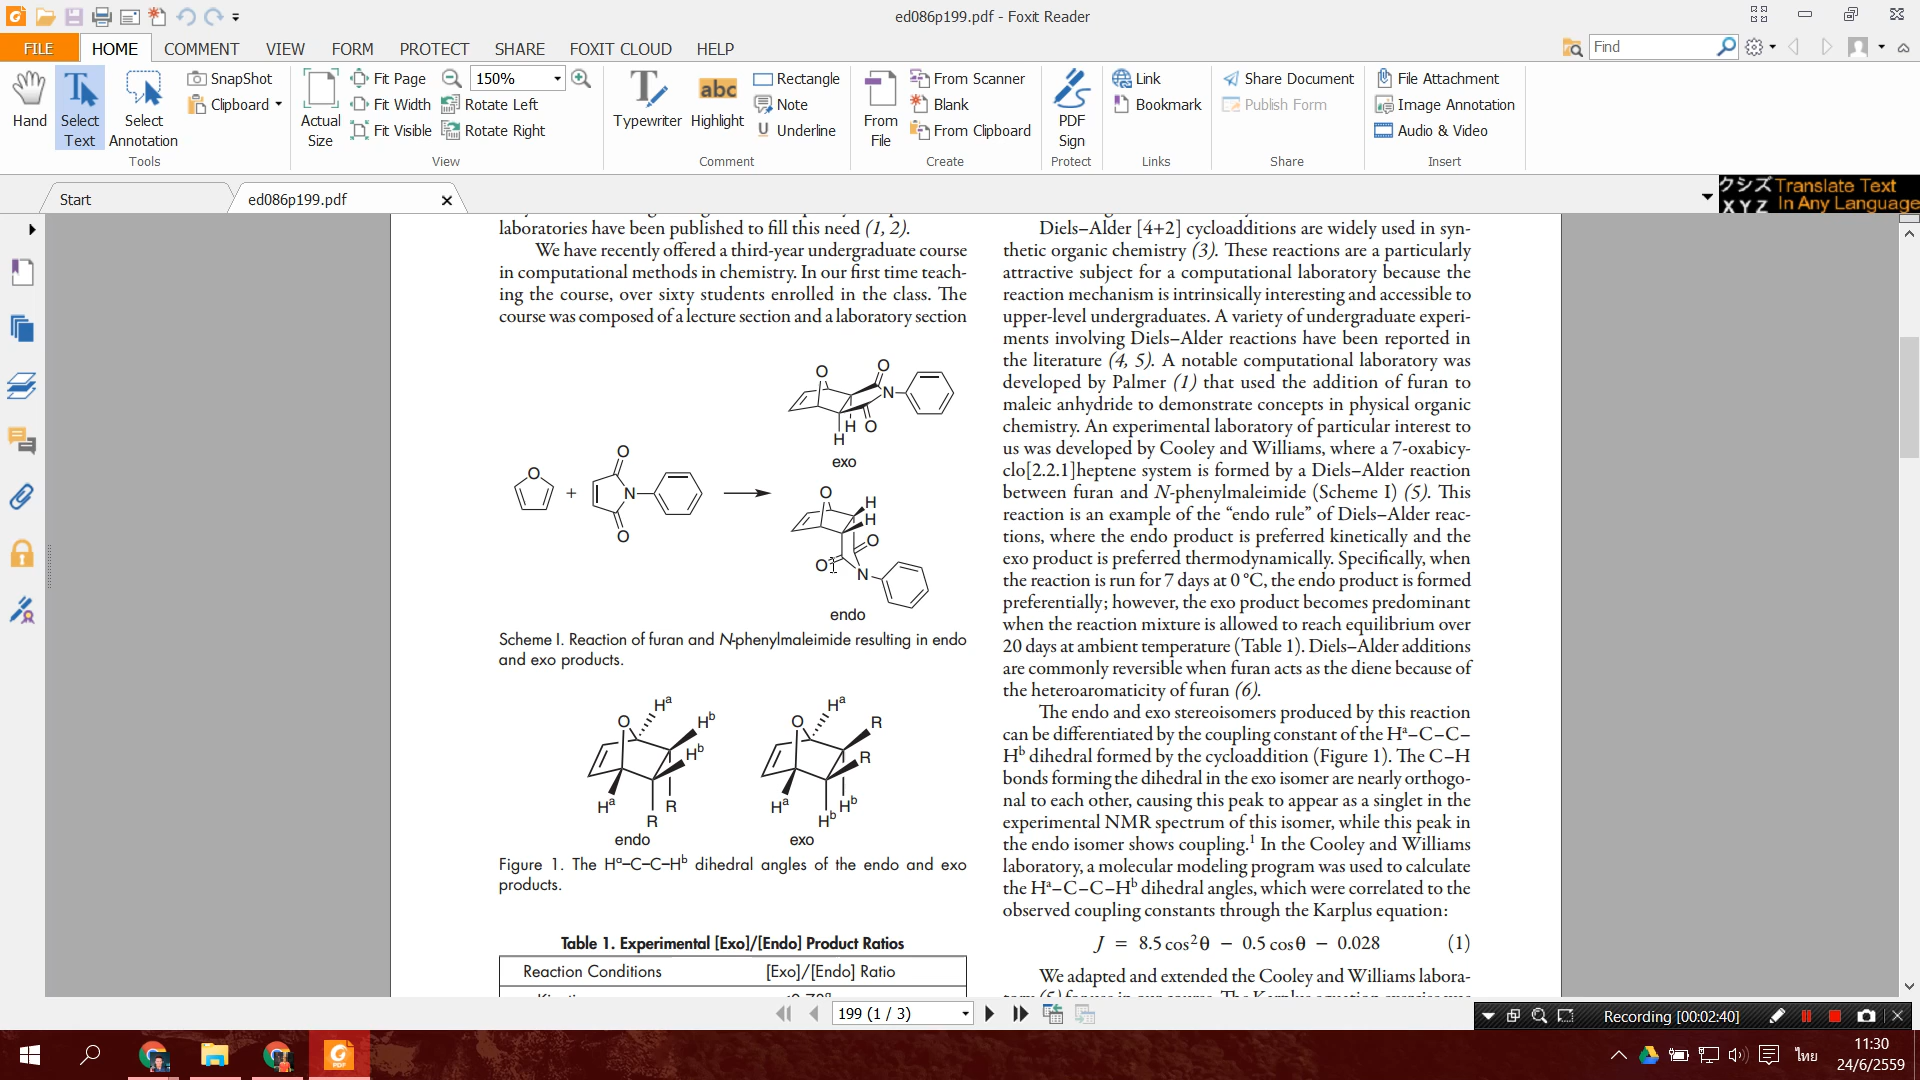 ed086p199.pdf - Foxit Reader
FILE HOME COMMENT VIEW FORM PROTECT SHARE FOXIT CLOUD HELP
Find
Hand
Select Text
Select Annotation
SnapShot
Clipboard
Tools
Actual Size
Fit Page
Fit Width
Fit Visible
150%
Rotate Left
Rotate Right
View
Typewriter
abc
Highlight
Rectangle
Note
Underline
Comment
From File
From Scanner
Blank
From Clipboard
Create
PDF Sign
Protect
Link
Bookmark
Links
Share Document
Publish Form
Share
File Attachment
Image Annotation
Audio & Video
Insert
Start
ed086p199.pdf
クシズ Translate Text
XYZ In Any Language
laboratories have been published to fill this need (1, 2).
We have recently offered a third-year undergraduate course
in computational methods in chemistry. In our first time teach-
ing the course, over sixty students enrolled in the class. The
course was composed of a lecture section and a laboratory section
O
O
N
H
O
H
exo
O
+
O
N
O
O
H
H
O
O
N
endo
Scheme I. Reaction of furan and N-phenylmaleimide resulting in endo
and exo products.
O
Ha
Hb
Hb
Ha
R
R
endo
O
Ha
R
R
Ha
Hb
Hb
exo
Figure 1. The Ha–C–C–Hb dihedral angles of the endo and exo
products.
Table 1. Experimental [Exo]/[Endo] Product Ratios
Reaction Conditions [Exo]/[Endo] Ratio
Diels–Alder [4+2] cycloadditions are widely used in syn-
thetic organic chemistry (3). These reactions are a particularly
attractive subject for a computational laboratory because the
reaction mechanism is intrinsically interesting and accessible to
upper-level undergraduates. A variety of undergraduate experi-
ments involving Diels–Alder reactions have been reported in
the literature (4, 5). A notable computational laboratory was
developed by Palmer (1) that used the addition of furan to
maleic anhydride to demonstrate concepts in physical organic
chemistry. An experimental laboratory of particular interest to
us was developed by Cooley and Williams, where a 7-oxabicy-
clo[2.2.1]heptene system is formed by a Diels–Alder reaction
between furan and N-phenylmaleimide (Scheme I) (5). This
reaction is an example of the “endo rule” of Diels–Alder reac-
tions, where the endo product is preferred kinetically and the
exo product is preferred thermodynamically. Specifically, when
the reaction is run for 7 days at 0 °C, the endo product is formed
preferentially; however, the exo product becomes predominant
when the reaction mixture is allowed to reach equilibrium over
20 days at ambient temperature (Table 1). Diels–Alder additions
are commonly reversible when furan acts as the diene because of
the heteroaromaticity of furan (6).
The endo and exo stereoisomers produced by this reaction
can be differentiated by the coupling constant of the Ha–C–C–
Hb dihedral formed by the cycloaddition (Figure 1). The C–H
bonds forming the dihedral in the exo isomer are nearly orthogo-
nal to each other, causing this peak to appear as a singlet in the
experimental NMR spectrum of this isomer, while this peak in
the endo isomer shows coupling.1 In the Cooley and Williams
laboratory, a molecular modeling program was used to calculate
the Ha–C–C–Hb dihedral angles, which were correlated to the
observed coupling constants through the Karplus equation:
J = 8.5 cos2θ − 0.5 cosθ − 0.028 (1)
We adapted and extended the Cooley and Williams labora-
199 (1 / 3)
Recording [00:02:40]
ไทย
11:30
24/6/2559